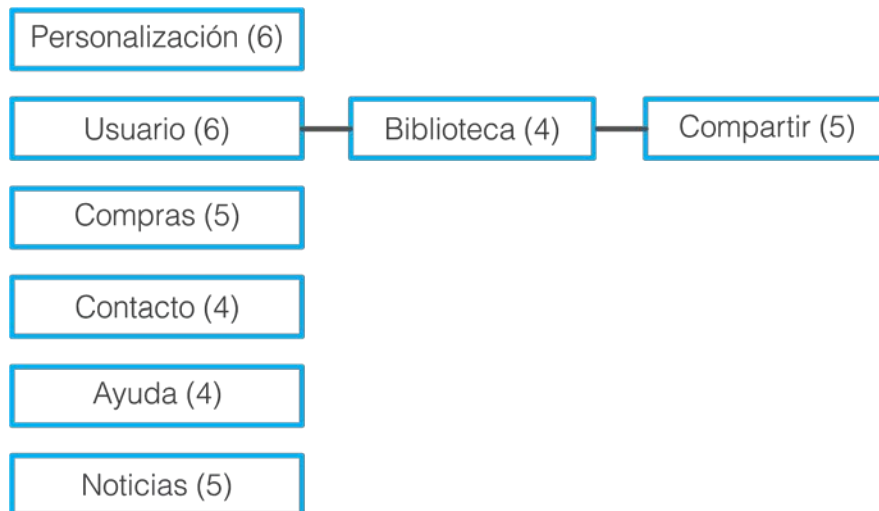 Personalización (6)
Usuario (6)
Biblioteca (4)
Compartir (5)
Compras (5)
Contacto (4)
Ayuda (4)
Noticias (5)